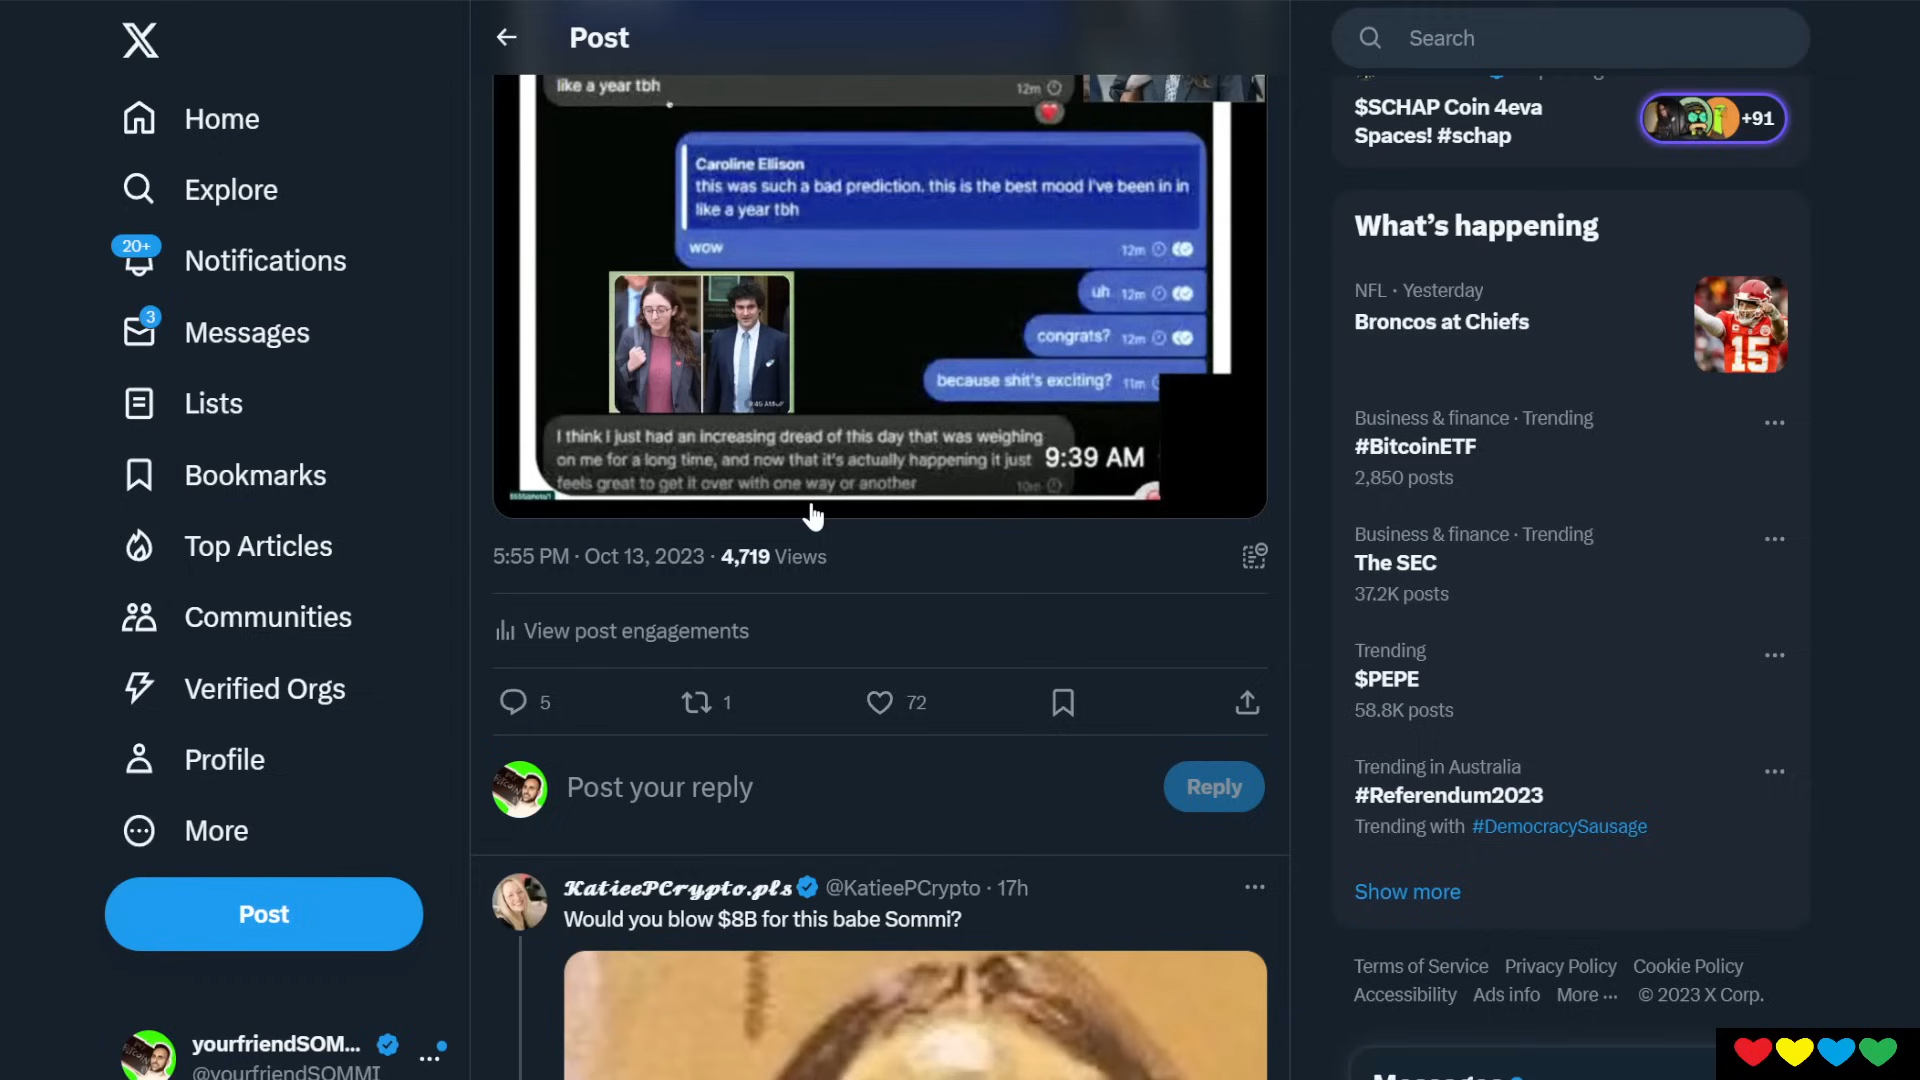 X
Post
Search
like a year tbh
12m
$SCHAP Coin 4eva
Spaces! #schap
+91
Home
Caroline Ellison
this was such a bad prediction. this is the best mood I've been in in
like a year tbh
wow
12m
Explore
What's happening
20+
Notifications
uh 12m
NFL · Yesterday
Broncos at Chiefs
15
3
Messages
congrats? 12m
because shit's exciting? 11m
9:45 AM
Lists
Business & finance · Trending
#BitcoinETF
2,850 posts
I think I just had an increasing dread of this day that was weighing
on me for a long time, and now that it's actually happening it just
feels great to get it over with one way or another
10m
9:39 AM
Bookmarks
Top Articles
5:55 PM · Oct 13, 2023 · 4,719 Views
Business & finance · Trending
The SEC
37.2K posts
Communities
View post engagements
Trending
$PEPE
58.8K posts
Verified Orgs
5
1
72
Profile
Post your reply
Reply
Trending in Australia
#Referendum2023
Trending with #DemocracySausage
More
Show more
Post
KatieePCrypto.pls @KatieePCrypto · 17h
Would you blow $8B for this babe Sommi?
Terms of Service Privacy Policy Cookie Policy
Accessibility Ads info More ··· © 2023 X Corp.
yourfriendSOM...
@yourfriendSOMMI
Messages